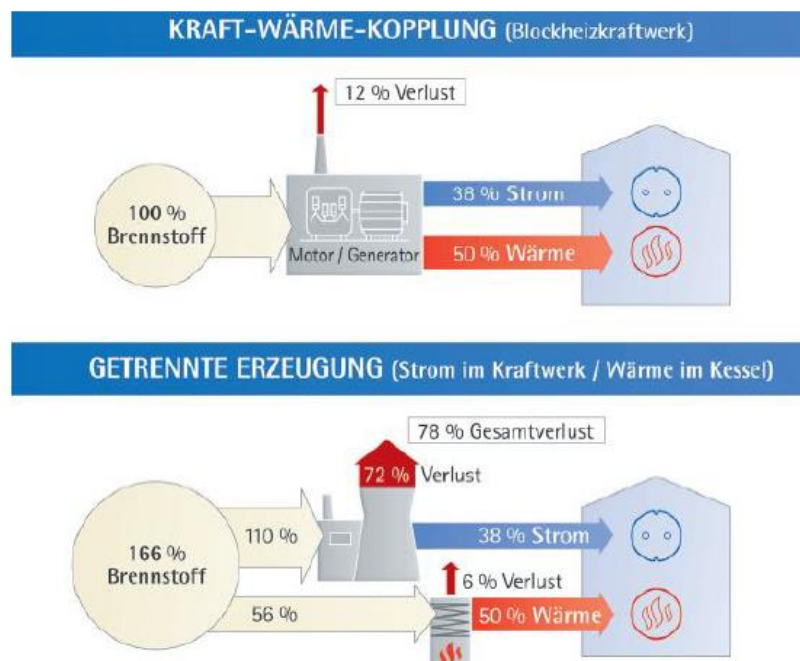 KRAFT-WÄRME-KOPPLUNG (Blockheizkraftwerk)
12 % Verlust
100 %
Brennstoff
Motor / Generator
38 % Strom
50 % Wärme
GETRENNTE ERZEUGUNG (Strom im Kraftwerk / Wärme im Kessel)
78 % Gesamtverlust
72 % Verlust
166 %
Brennstoff
110 %
38 % Strom
6 % Verlust
56 %
50 % Wärme